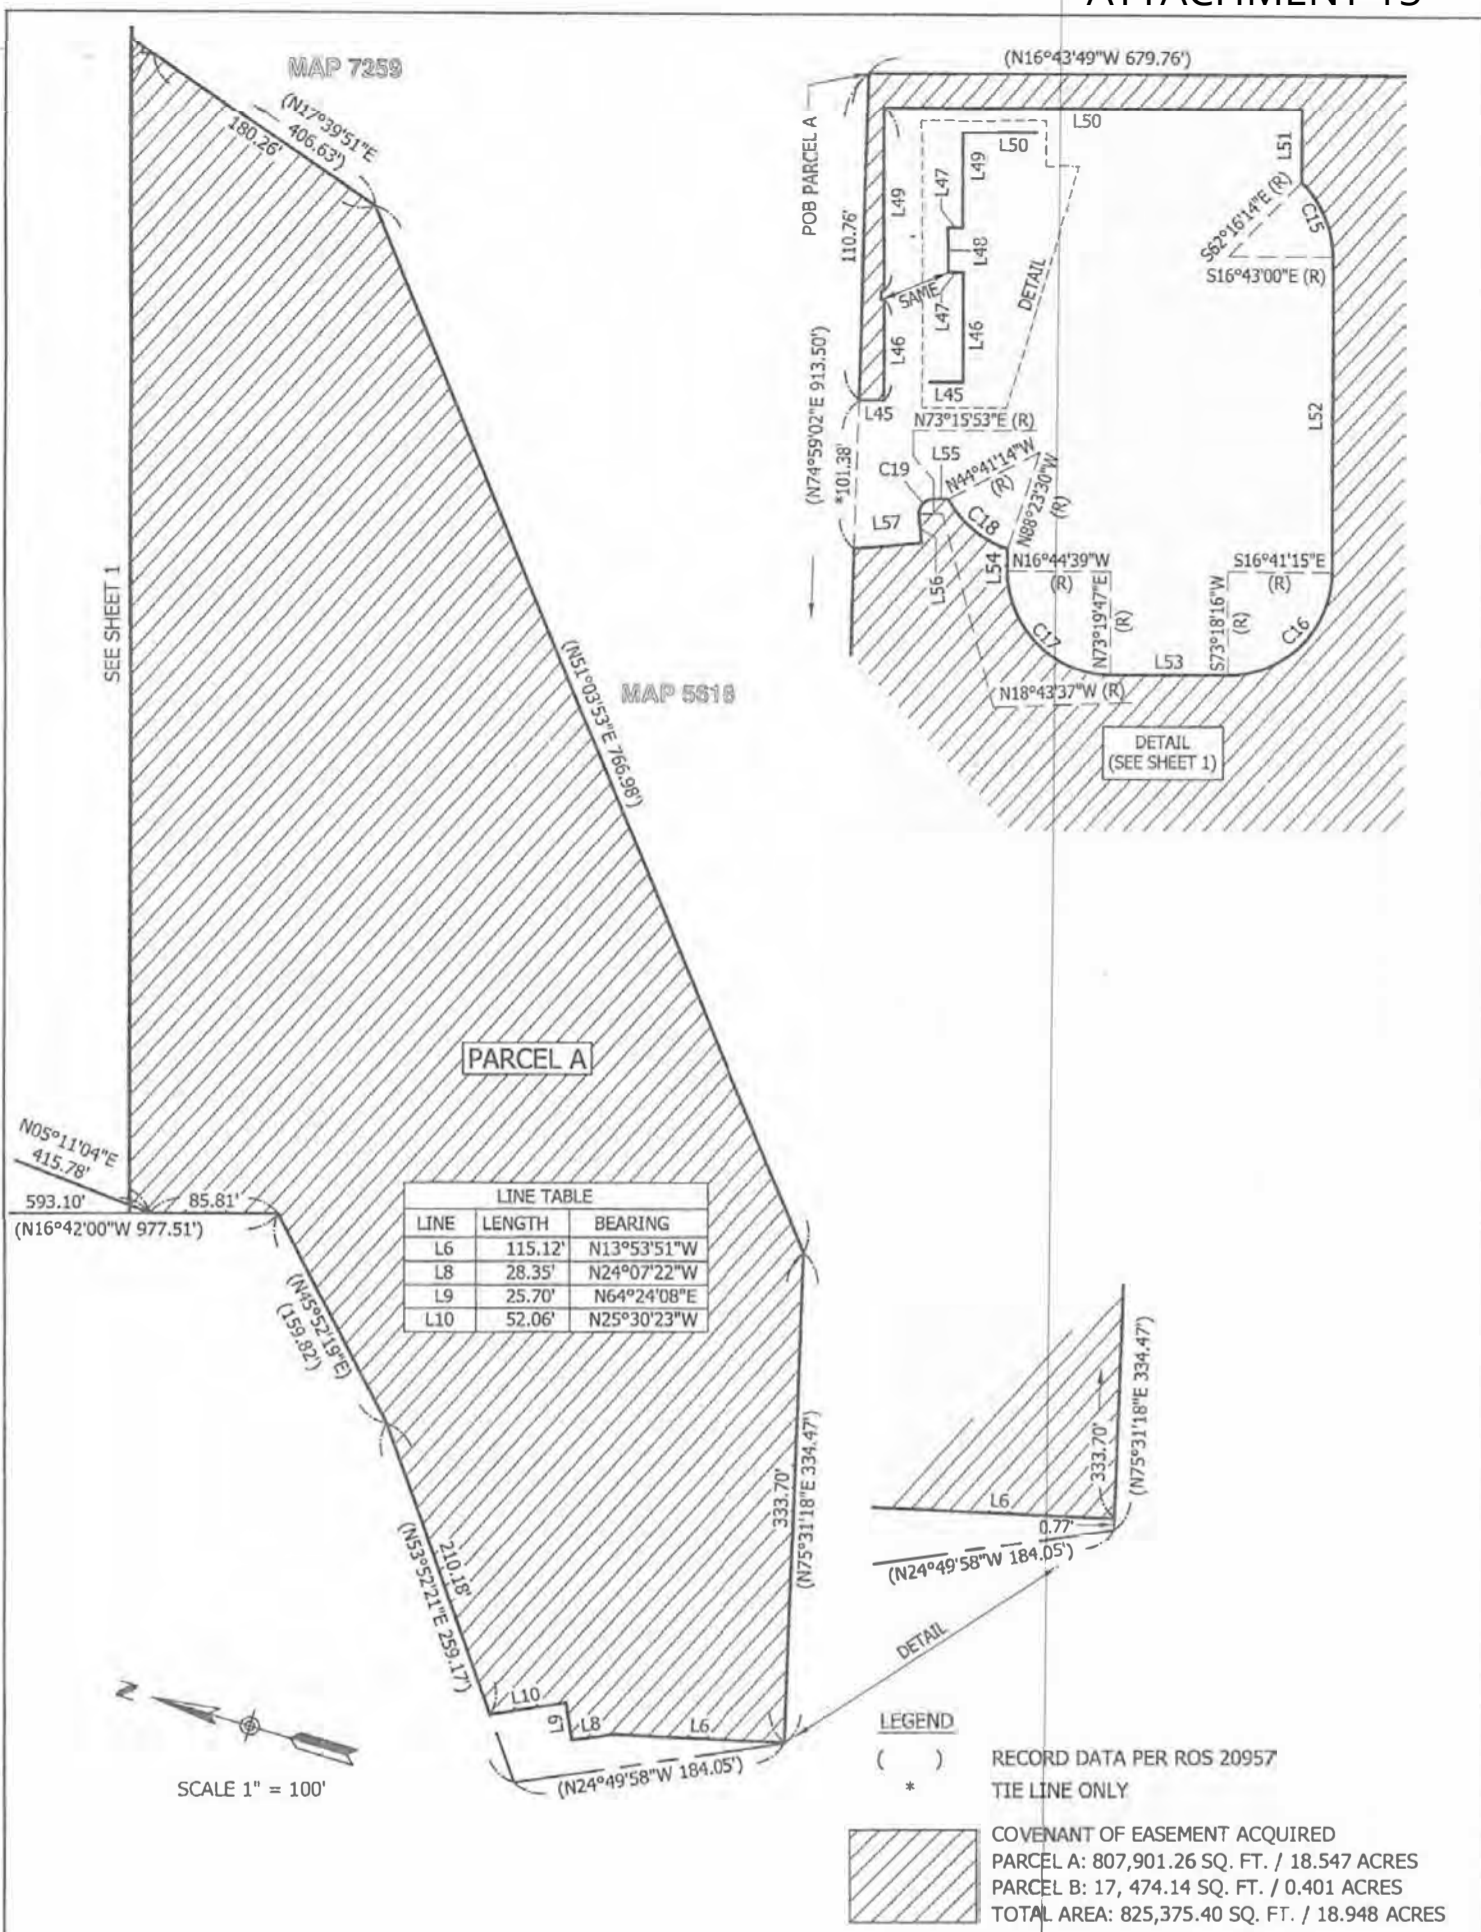 MAP 7259
(N17°39'51"E
406.63')
180.26'
SEE SHEET 1
(N51°03'53"E 766.98')
MAP 5618
PARCEL A
N05°11'04"E
415.78'
593.10'
85.81'
(N16°42'00"W 977.51')
(N45°52'19"E)
(159.82')
LINE TABLE
LINE LENGTH BEARING
L6 115.12' N13°53'51"W
L8 28.35' N24°07'22"W
L9 25.70' N64°24'08"E
L10 52.06' N25°30'23"W
210.18'
(N53°52'21"E 259.17')
333.70'
(N75°31'18"E 334.47')
L10
L9
L8
L6
(N24°49'58"W 184.05')
N
SCALE 1" = 100'
(N16°43'49"W 679.76')
POB PARCEL A
110.76'
(N74°59'02"E 913.50')
*101.38'
L50
L50
L51
L49
L47
L49
L48
SAME
L47
L46
L46
L45
L45
DETAIL
S62°16'14"E (R)
C15
S16°43'00"E (R)
L52
N73°15'53"E (R)
L55
C19
N44°41'14"W
(R)
N88°23'30"W
(R)
C18
L57
L56
L54
N16°44'39"W
(R)
S16°41'15"E
(R)
N73°19'47"E
(R)
S73°18'16"W
(R)
C17
C16
L53
N18°43'37"W (R)
DETAIL
(SEE SHEET 1)
L6
333.70'
(N75°31'18"E 334.47')
0.77'
(N24°49'58"W 184.05')
DETAIL
LEGEND
( ) RECORD DATA PER ROS 20957
* TIE LINE ONLY
COVENANT OF EASEMENT ACQUIRED
PARCEL A: 807,901.26 SQ. FT. / 18.547 ACRES
PARCEL B: 17, 474.14 SQ. FT. / 0.401 ACRES
TOTAL AREA: 825,375.40 SQ. FT. / 18.948 ACRES